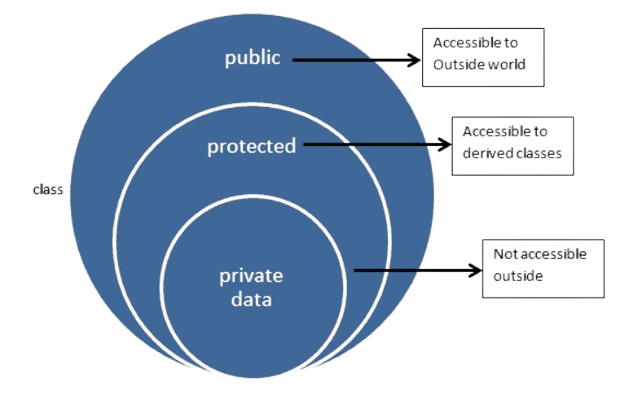 public
Accessible to
Outside world
protected
Accessible to
derived classes
class
private
data
Not accessible
outside